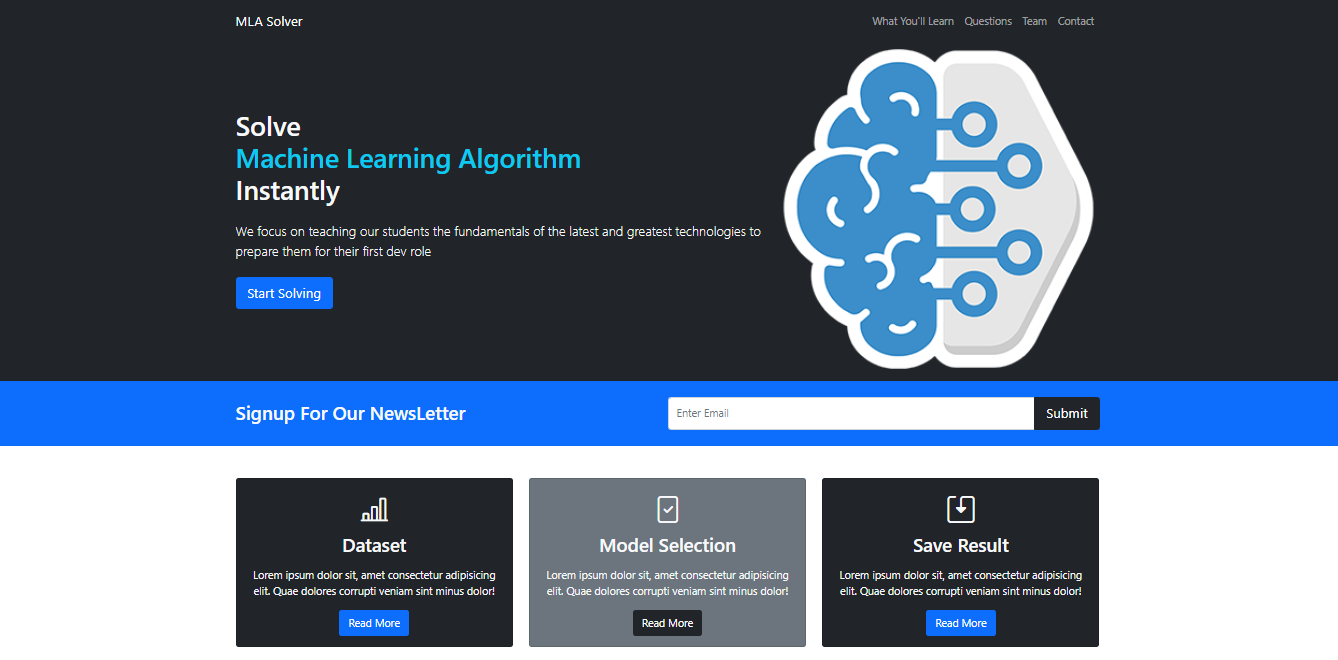 MLA Solver
What You'll Learn Questions Team Contact
Solve
Machine Learning Algorithm
Instantly
We focus on teaching our students the fundamentals of the latest and greatest technologies to
prepare them for their first dev role
Start Solving
Signup For Our NewsLetter
Enter Email
Submit
Dataset
Lorem ipsum dolor sit, amet consectetur adipisicing
elit. Quae dolores corrupti veniam sint minus dolor!
Read More
Model Selection
Lorem ipsum dolor sit, amet consectetur adipisicing
elit. Quae dolores corrupti veniam sint minus dolor!
Read More
Save Result
Lorem ipsum dolor sit, amet consectetur adipisicing
elit. Quae dolores corrupti veniam sint minus dolor!
Read More